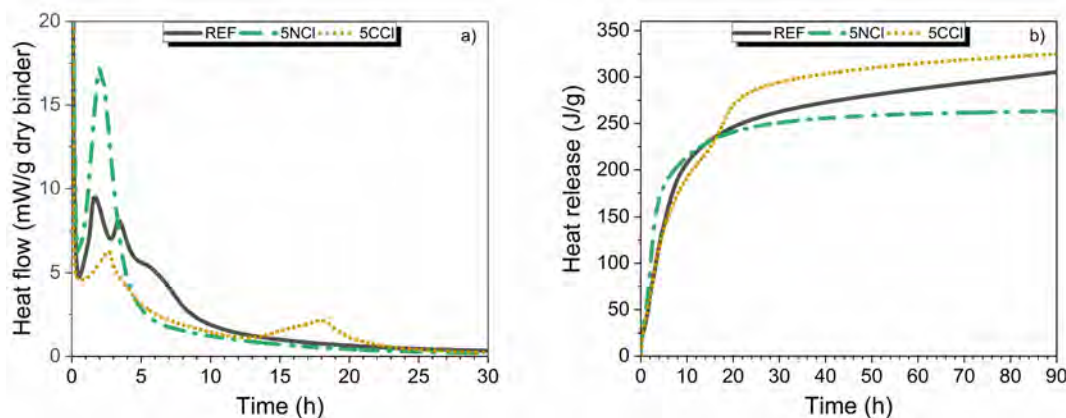 REF 5NCl 5CCl
a)
Heat flow (mW/g dry binder)
20
15
10
5
0
0 5 10 15 20 25 30
Time (h)
REF 5NCl 5CCl
b)
Heat release (J/g)
350
300
250
200
150
100
50
0
0 10 20 30 40 50 60 70 80 90
Time (h)